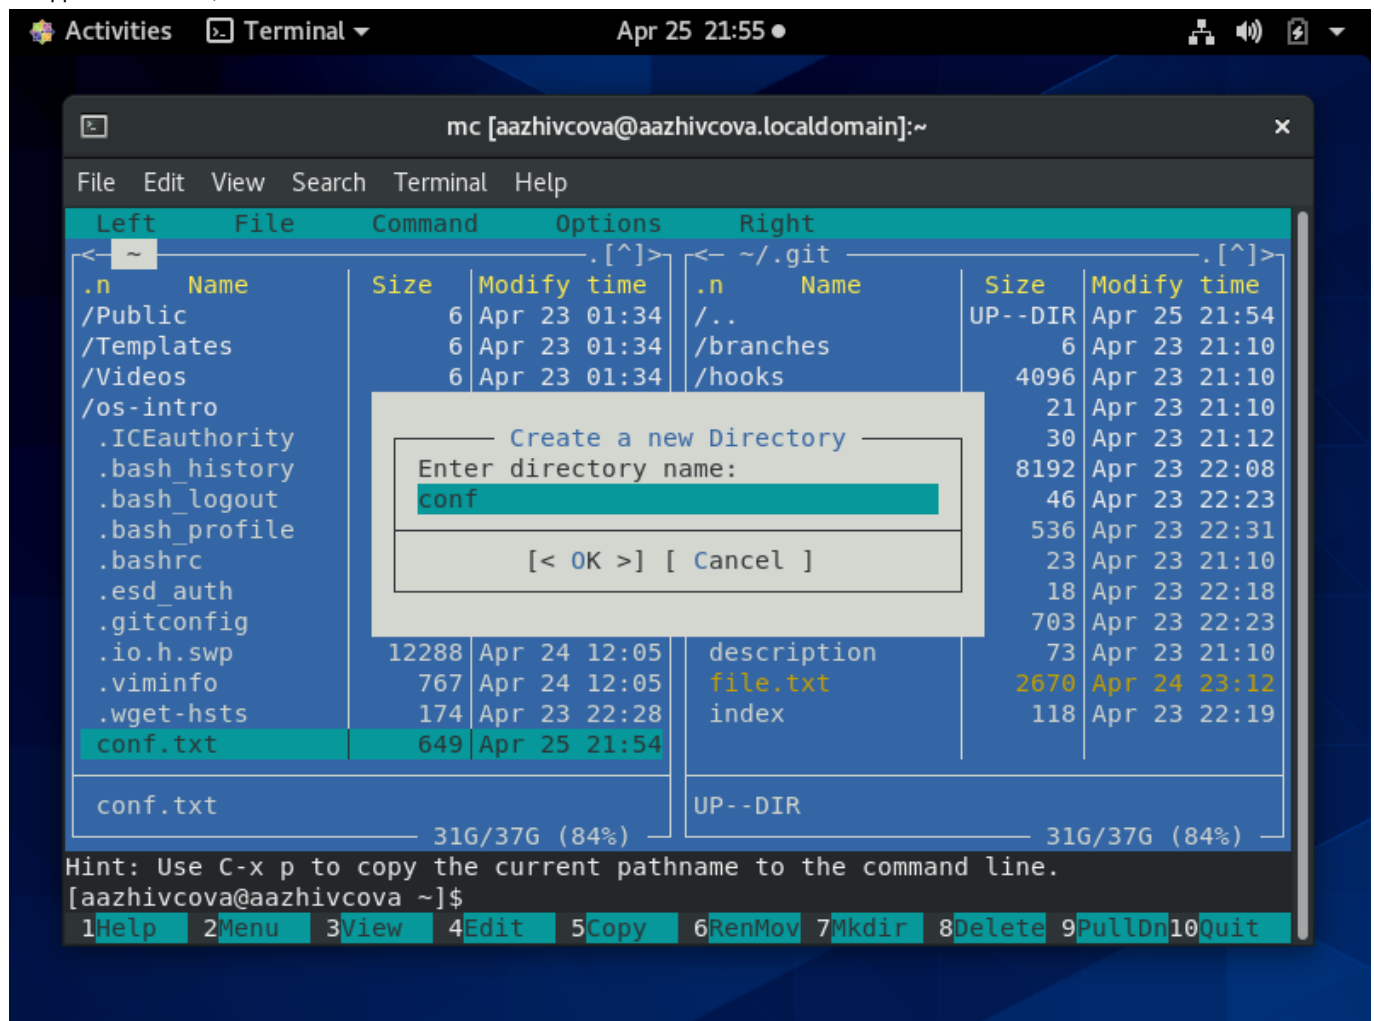 Activities Terminal Apr 25 21:55
mc [aazhivcova@aazhivcova.localdomain]:~ ×
File Edit View Search Terminal Help
Left File Command Options Right
<─ ~ .[^]>
.n Name Size Modify time
/Public 6 Apr 23 01:34
/Templates 6 Apr 23 01:34
/Videos 6 Apr 23 01:34
/os-intro
.ICEauthority
.bash_history
.bash_logout
.bash_profile
.bashrc
.esd_auth
.gitconfig
.io.h.swp 12288 Apr 24 12:05
.viminfo 767 Apr 24 12:05
.wget-hsts 174 Apr 23 22:28
conf.txt 649 Apr 25 21:54
conf.txt
31G/37G (84%)
<─ ~/.git .[^]>
.n Name Size Modify time
/.. UP--DIR Apr 25 21:54
/branches 6 Apr 23 21:10
/hooks 4096 Apr 23 21:10
21 Apr 23 21:10
30 Apr 23 21:12
8192 Apr 23 22:08
46 Apr 23 22:23
536 Apr 23 22:31
23 Apr 23 21:10
18 Apr 23 22:18
703 Apr 23 22:23
description 73 Apr 23 21:10
file.txt 2670 Apr 24 23:12
index 118 Apr 23 22:19
UP--DIR
31G/37G (84%)
Create a new Directory
Enter directory name:
conf
[< OK >] [ Cancel ]
Hint: Use C-x p to copy the current pathname to the command line.
[aazhivcova@aazhivcova ~]$
1Help 2Menu 3View 4Edit 5Copy 6RenMov 7Mkdir 8Delete 9PullDn 10Quit